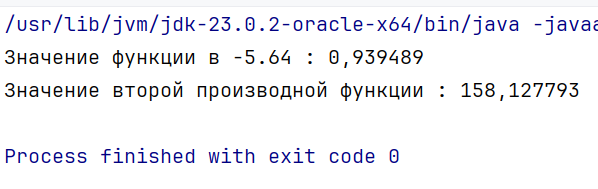 /usr/lib/jvm/jdk-23.0.2-oracle-x64/bin/java -java
Значение функции в -5.64 : 0,939489
Значение второй производной функции : 158,127793
Process finished with exit code 0